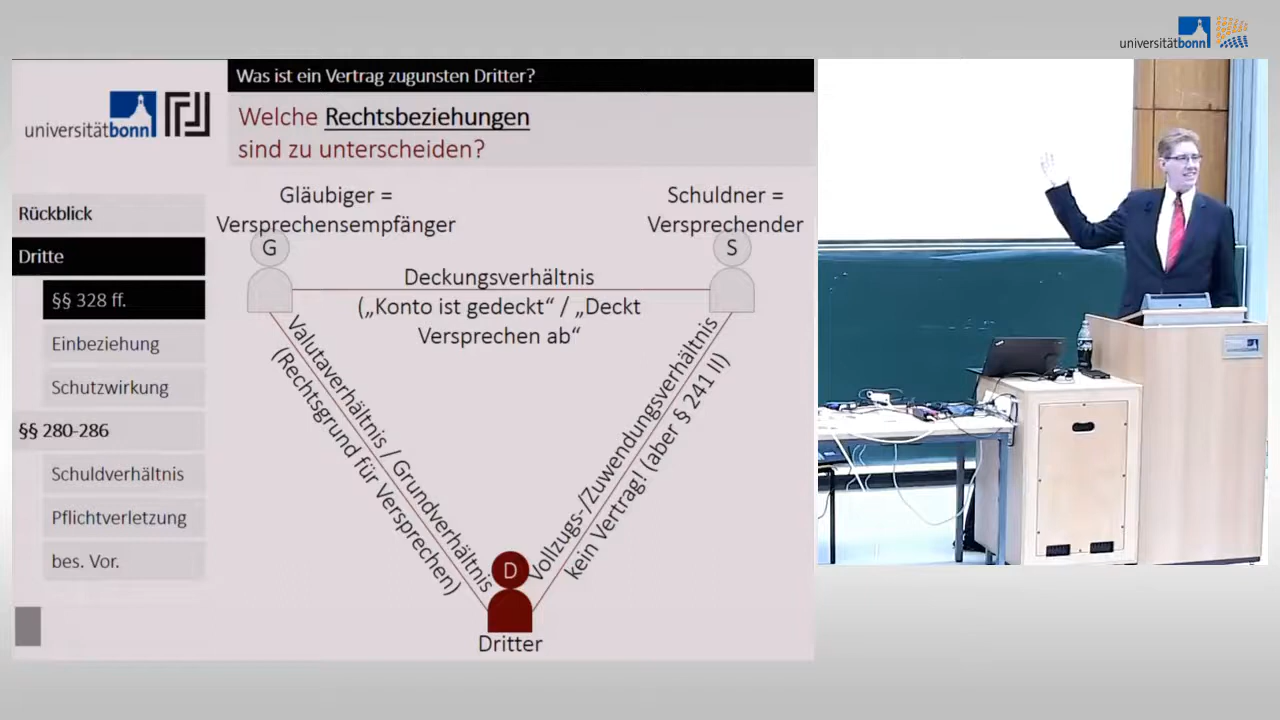 universitätbonn
Was ist ein Vertrag zugunsten Dritter?
universitätbonn
Welche Rechtsbeziehungen
sind zu unterscheiden?
Rückblick
Dritte
§§ 328 ff.
Einbeziehung
Schutzwirkung
§§ 280-286
Schuldverhältnis
Pflichtverletzung
bes. Vor.
Gläubiger =
Versprechensempfänger
G
Schuldner =
Versprechender
S
Deckungsverhältnis
(„Konto ist gedeckt“ / „Deckt
Versprechen ab“
Valutaverhältnis / Grundverhältnis
(Rechtsgrund für Versprechen)
Vollzugs-/Zuwendungsverhältnis
kein Vertrag! (aber § 241 II)
D
Dritter